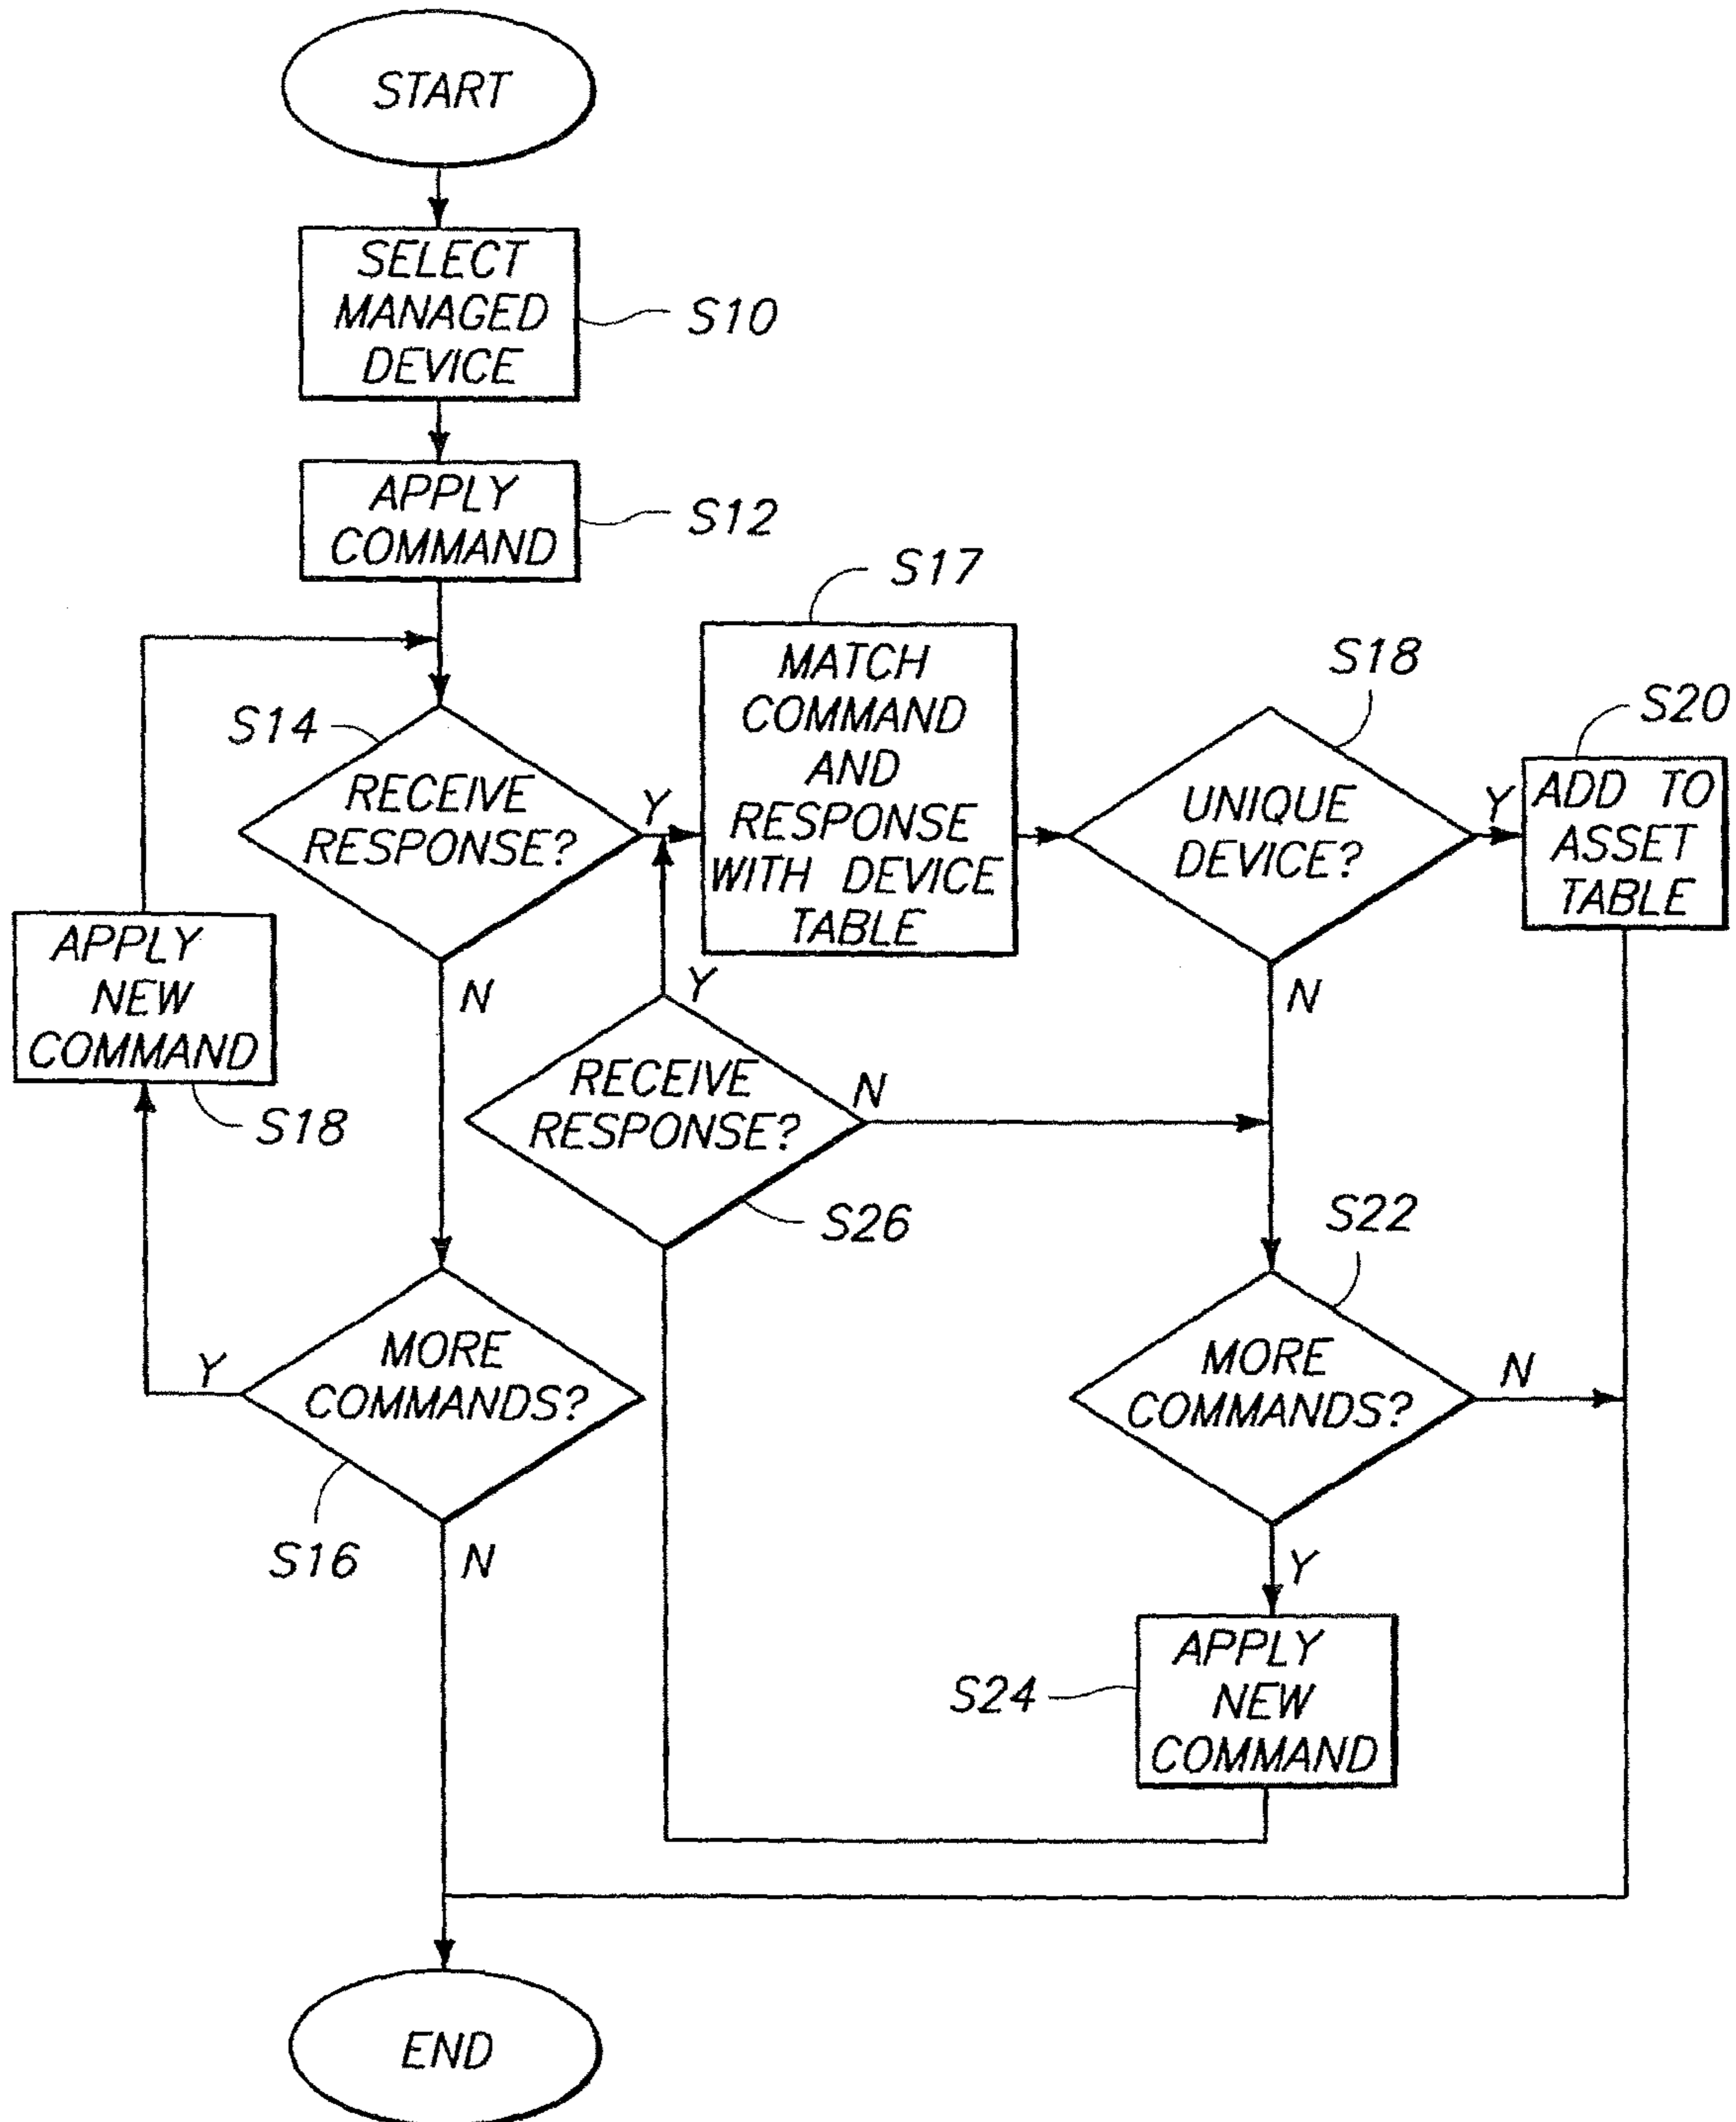 START
SELECT
MANAGED
DEVICE
S10
APPLY
COMMAND
S12
S17
MATCH
COMMAND
AND
RESPONSE
WITH DEVICE
TABLE
S14
RECEIVE
RESPONSE?
Y
N
S18
UNIQUE
DEVICE?
Y
N
S20
ADD TO
ASSET
TABLE
APPLY
NEW
COMMAND
S18
RECEIVE
RESPONSE?
Y
N
S26
MORE
COMMANDS?
Y
N
S16
S22
MORE
COMMANDS?
N
Y
S24
APPLY
NEW
COMMAND
END